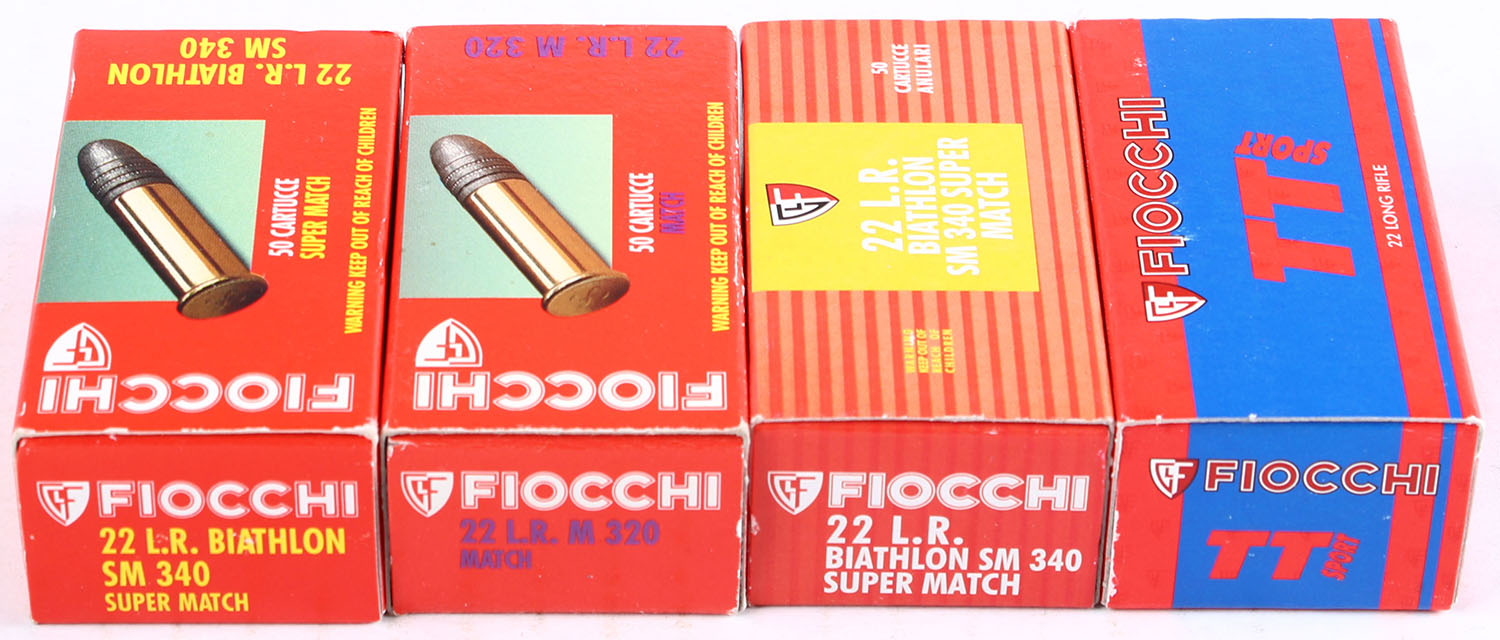 22 L.R. BIATHLON
SM 340
50 CARTUCCE
SUPER MATCH
WARNING KEEP OUT OF REACH OF CHILDREN
FIOCCHI
FIOCCHI
22 L.R. BIATHLON
SM 340
SUPER MATCH
22 L.R. M 320
50 CARTUCCE
MATCH
WARNING KEEP OUT OF REACH OF CHILDREN
FIOCCHI
FIOCCHI
22 L.R. M 320
MATCH
50
CARTUCCE
ANULARI
22 L.R.
BIATHLON
SM 340 SUPER
MATCH
WARNING
KEEP OUT OF
REACH OF
CHILDREN
FIOCCHI
22 L.R.
BIATHLON SM 340
SUPER MATCH
FIOCCHI
TT
SPORT
22 LONG RIFLE
FIOCCHI
TT SPORT